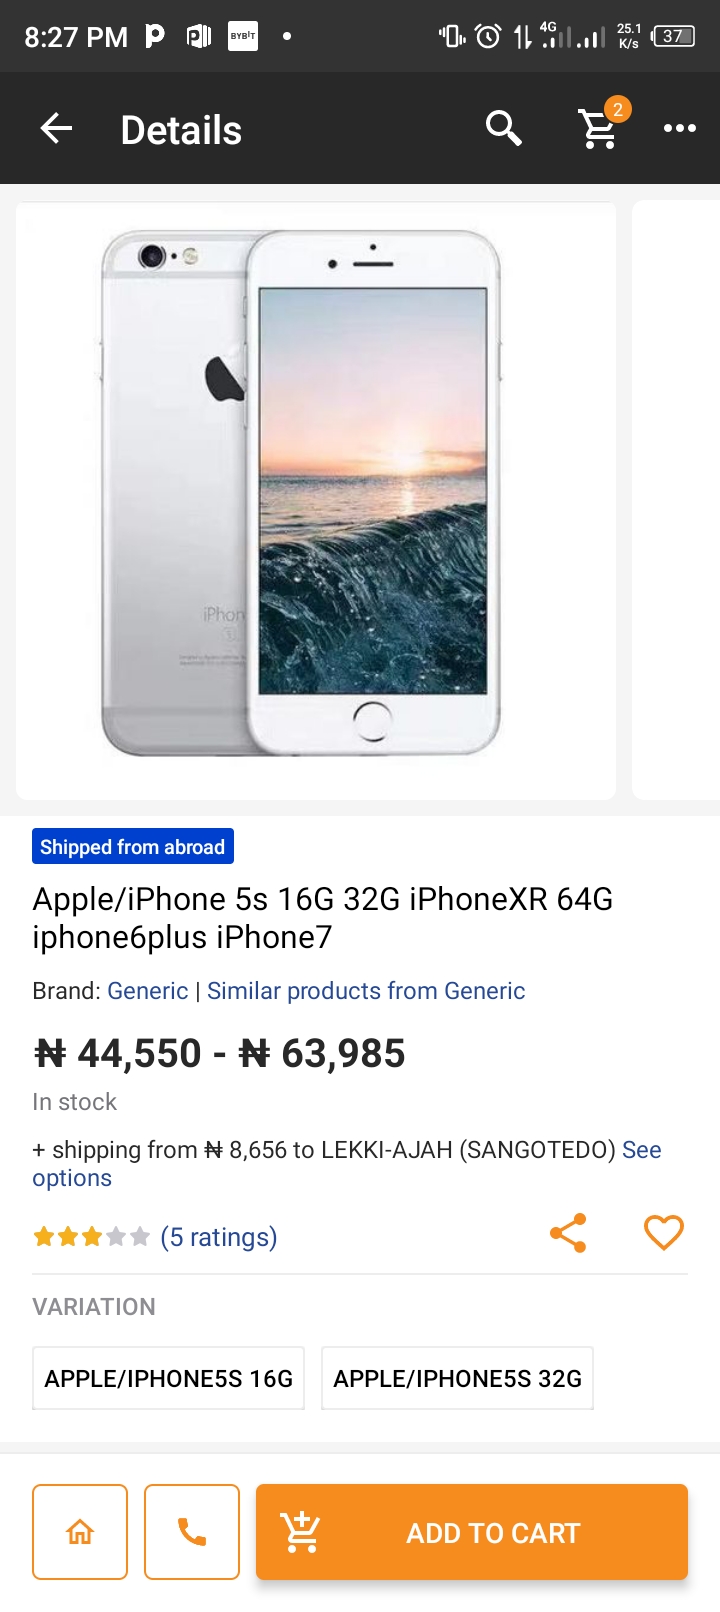 8:27 PM
BYBIT
4G
25.1
K/s
37
Details
2
iPhon
S
Shipped from abroad
Apple/iPhone 5s 16G 32G iPhoneXR 64G
iphone6plus iPhone7
Brand: Generic | Similar products from Generic
₦ 44,550 - ₦ 63,985
In stock
+ shipping from ₦ 8,656 to LEKKI-AJAH (SANGOTEDO) See
options
(5 ratings)
VARIATION
APPLE/IPHONE5S 16G
APPLE/IPHONE5S 32G
ADD TO CART